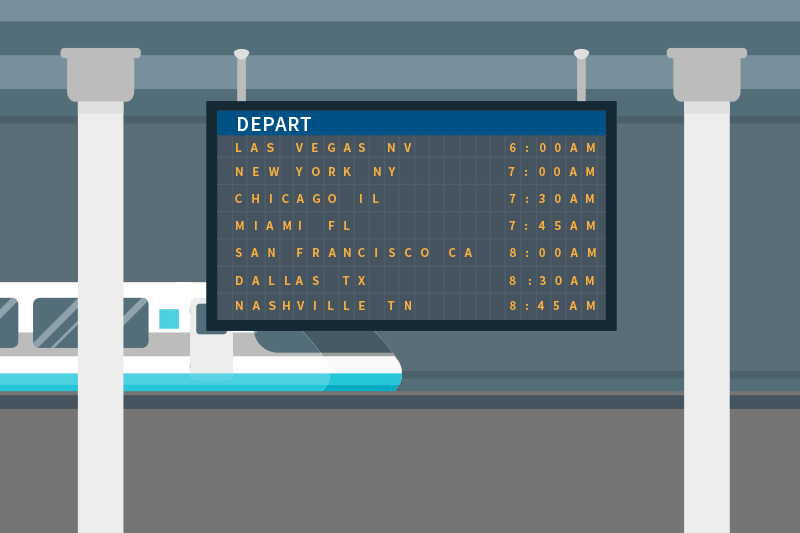 DEPART
LAS VEGAS NV 6:00AM
NEW YORK NY 7:00AM
CHICAGO IL 7:30AM
MIAMI FL 7:45AM
SAN FRANCISCO CA 8:00AM
DALLAS TX 8:30AM
NASHVILLE TN 8:45AM